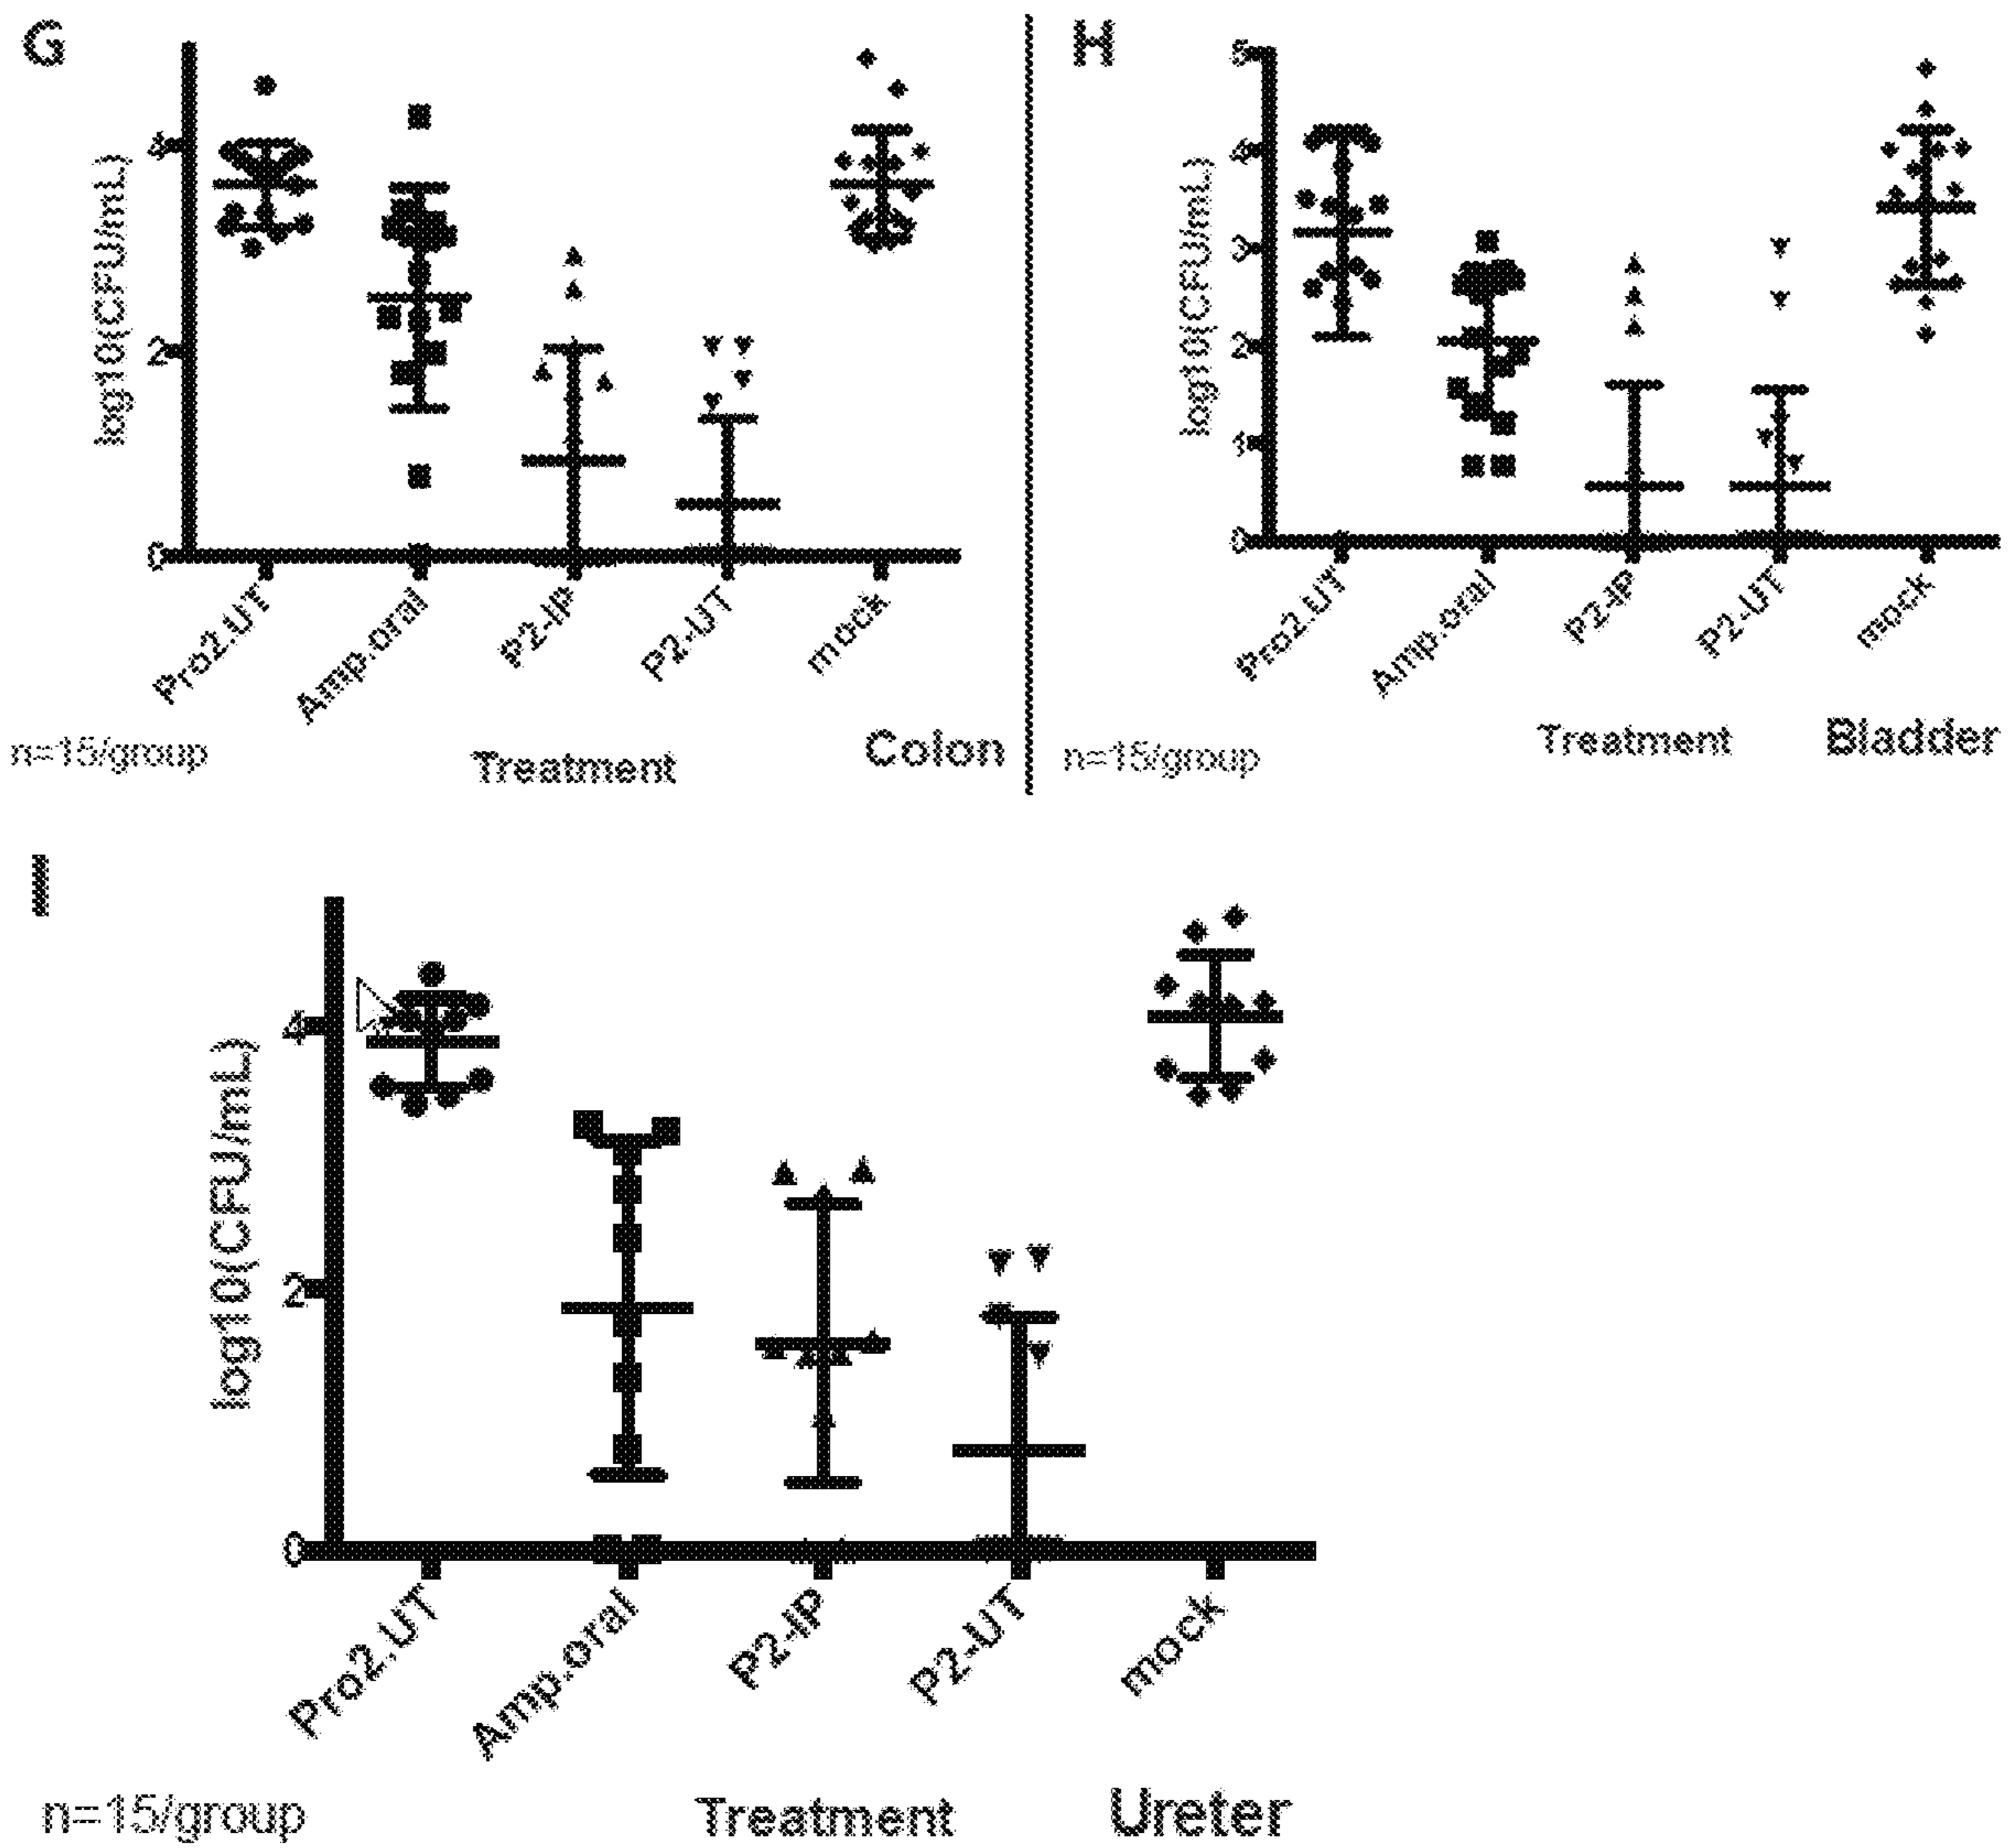 G
log10(CFU/mL)
4
2
0
Pro2.UT
Amp.oral
P2-IP
P2-UT
mock
n=15/group
Treatment
Colon
H
log10(CFU/mL)
5
4
3
2
1
0
Pro2.UT
Amp.oral
P2-IP
P2-UT
mock
n=15/group
Treatment
Bladder
I
log10(CFU/mL)
4
2
0
Pro2.UT
Amp.oral
P2-IP
P2-UT
mock
n=15/group
Treatment
Ureter